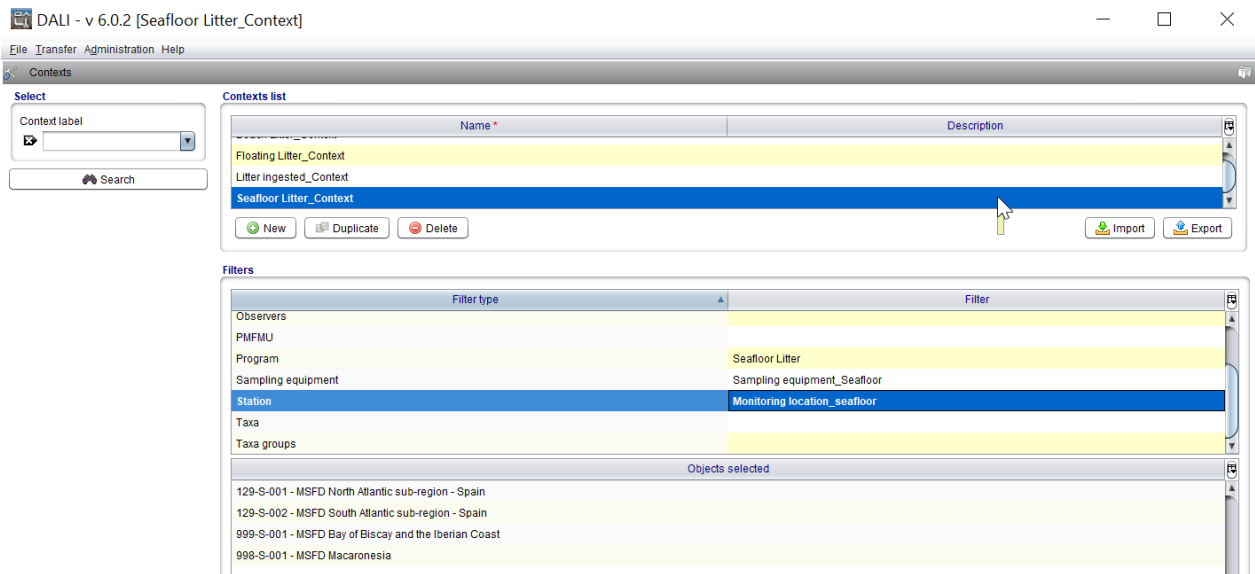 DALI - v 6.0.2 [Seafloor Litter_Context]
File Transfer Administration Help
Contexts
Select
Context label
Search
Contexts list
Name * Description
Floating Litter_Context
Litter ingested_Context
Seafloor Litter_Context
New Duplicate Delete Import Export
Filters
Filter type Filter
Observers
PMFMU
Program Seafloor Litter
Sampling equipment Sampling equipment_Seafloor
Station Monitoring location_seafloor
Taxa
Taxa groups
Objects selected
129-S-001 - MSFD North Atlantic sub-region - Spain
129-S-002 - MSFD South Atlantic sub-region - Spain
999-S-001 - MSFD Bay of Biscay and the Iberian Coast
998-S-001 - MSFD Macaronesia